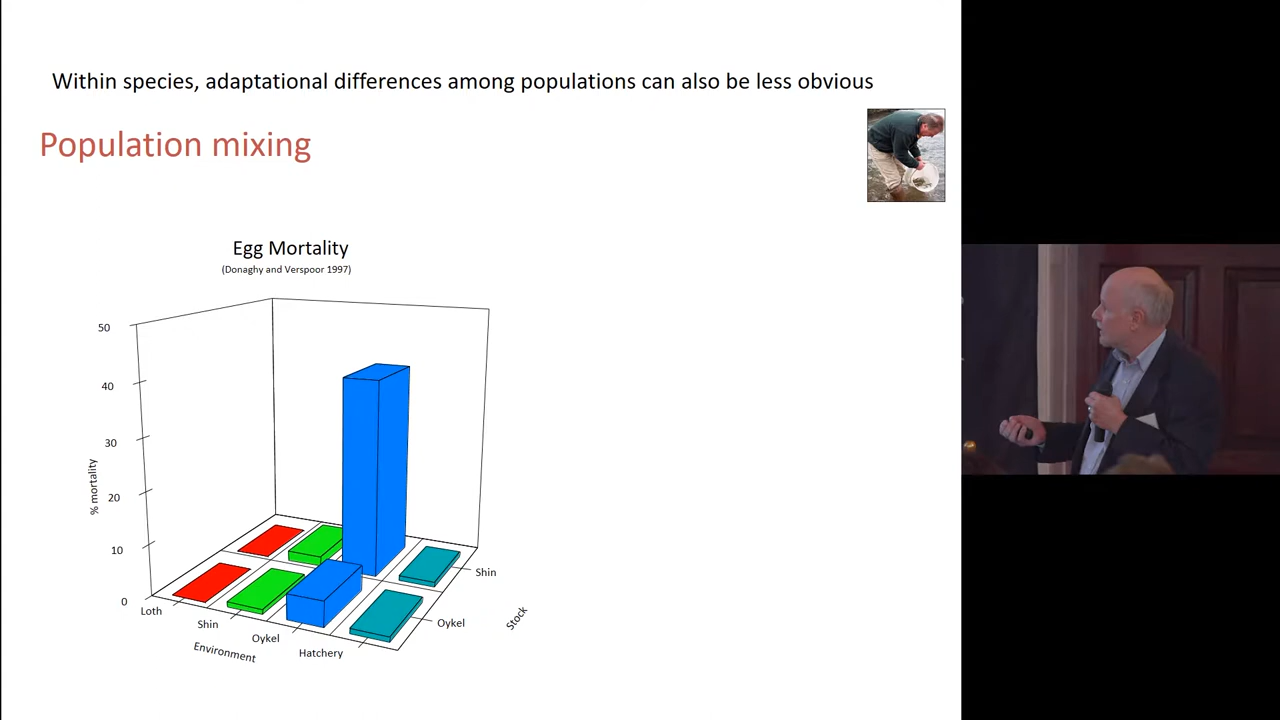 Within species, adaptational differences among populations can also be less obvious
Population mixing
Egg Mortality
(Donaghy and Verspoor 1997)
50
40
30
20
10
0
% mortality
Loth
Shin
Oykel
Hatchery
Environment
Shin
Oykel
Stock